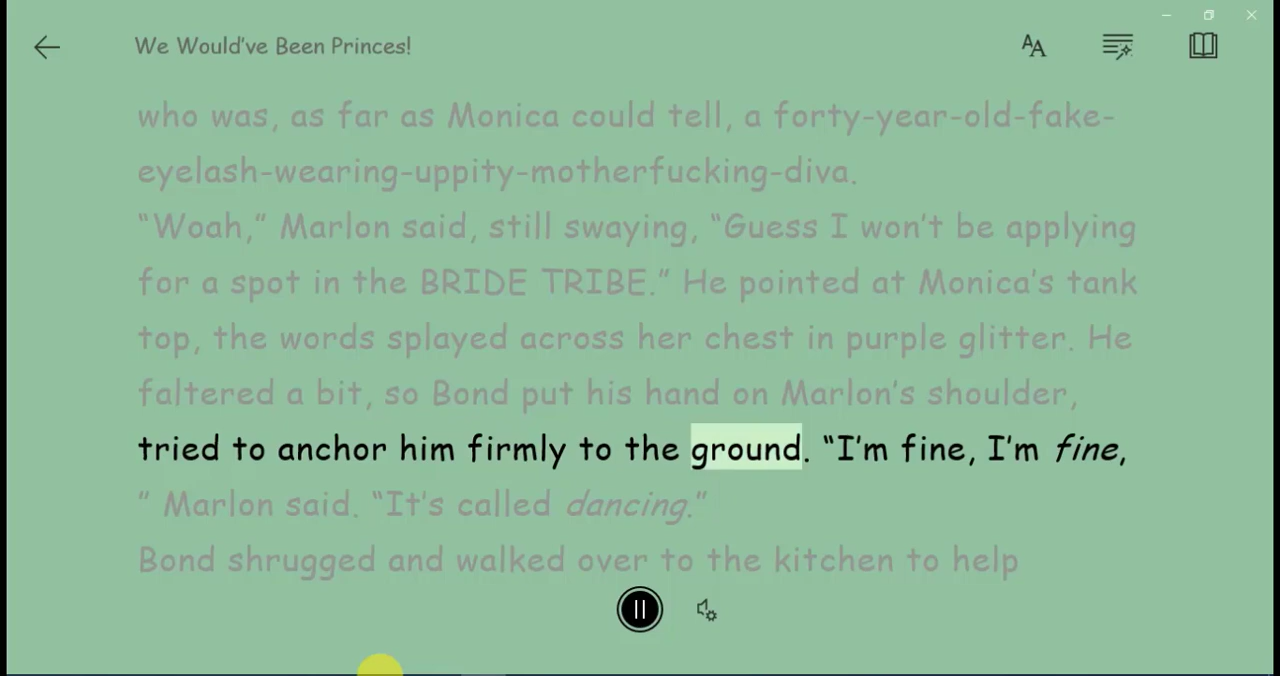 We Would've Been Princes!
who was, as far as Monica could tell, a forty-year-old-fake-
eyelash-wearing-uppity-motherfucking-diva.
“Woah,” Marlon said, still swaying, “Guess I won’t be applying
for a spot in the BRIDE TRIBE.” He pointed at Monica’s tank
top, the words splayed across her chest in purple glitter. He
faltered a bit, so Bond put his hand on Marlon’s shoulder,
tried to anchor him firmly to the ground. “I’m fine, I’m fine,
” Marlon said. “It’s called dancing.”
Bond shrugged and walked over to the kitchen to help